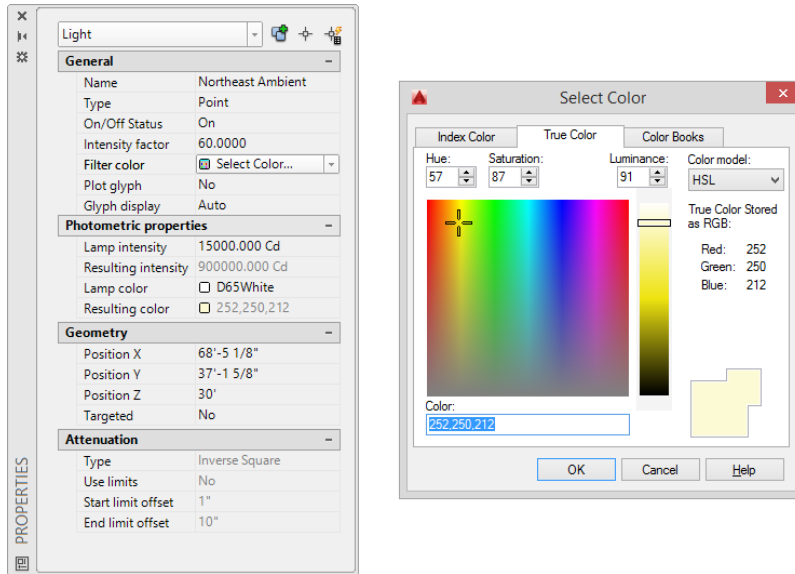 Light
General
Name Northeast Ambient
Type Point
On/Off Status On
Intensity factor 60.0000
Filter color Select Color...
Plot glyph No
Glyph display Auto
Photometric properties
Lamp intensity 15000.000 Cd
Resulting intensity 900000.000 Cd
Lamp color D65White
Resulting color 252,250,212
Geometry
Position X 68'-5 1/8"
Position Y 37'-1 5/8"
Position Z 30'
Targeted No
Attenuation
Type Inverse Square
Use limits No
Start limit offset 1"
End limit offset 10"
PROPERTIES
Select Color
Index Color True Color Color Books
Hue: Saturation: Luminance: Color model:
57 87 91 HSL
True Color Stored
as RGB:
Red: 252
Green: 250
Blue: 212
Color:
252,250,212
OK Cancel Help